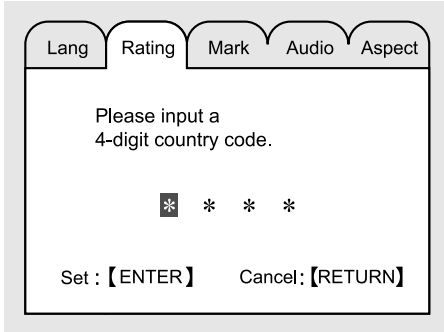 Lang Rating Mark Audio Aspect
Please input a
4-digit country code.
* * * *
Set :【ENTER】 Cancel:【RETURN】